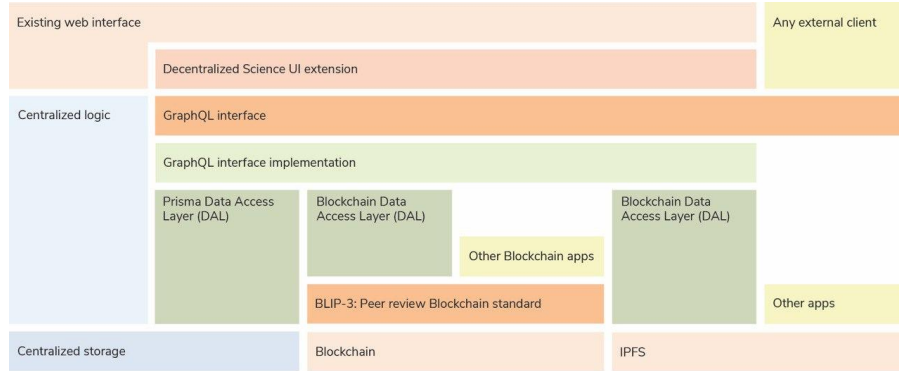 Existing web interface
Any external client
Decentralized Science UI extension
Centralized logic
GraphQL interface
GraphQL interface implementation
Prisma Data Access
Layer (DAL)
Blockchain Data
Access Layer (DAL)
Blockchain Data
Access Layer (DAL)
Other Blockchain apps
BLIP-3: Peer review Blockchain standard
Other apps
Centralized storage
Blockchain
IPFS